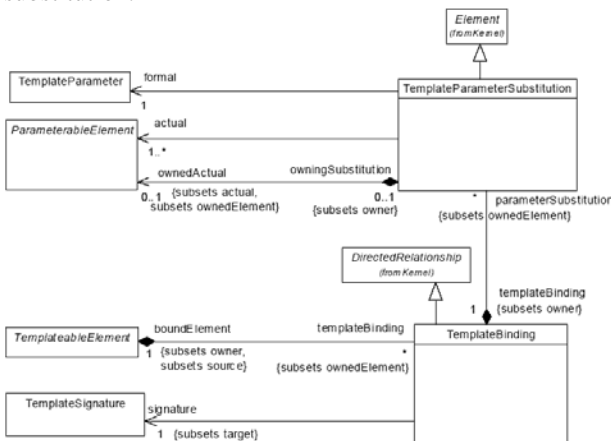 Element
(fromKernel)
TemplateParameter
formal
1
TemplateParameterSubstitution
ParameterableElement
actual
1..*
ownedActual
owningSubstitution
0..1
{subsets actual,
subsets ownedElement}
0..1
{subsets owner}
*
parameterSubstitution
{subsets ownedElement}
DirectedRelationship
(fromKernel)
templateBinding
1
{subsets owner}
TemplateableElement
boundElement
templateBinding
TemplateBinding
1
{subsets owner,
subsets source}
*
{subsets ownedElement}
TemplateSignature
signature
1
{subsets target}